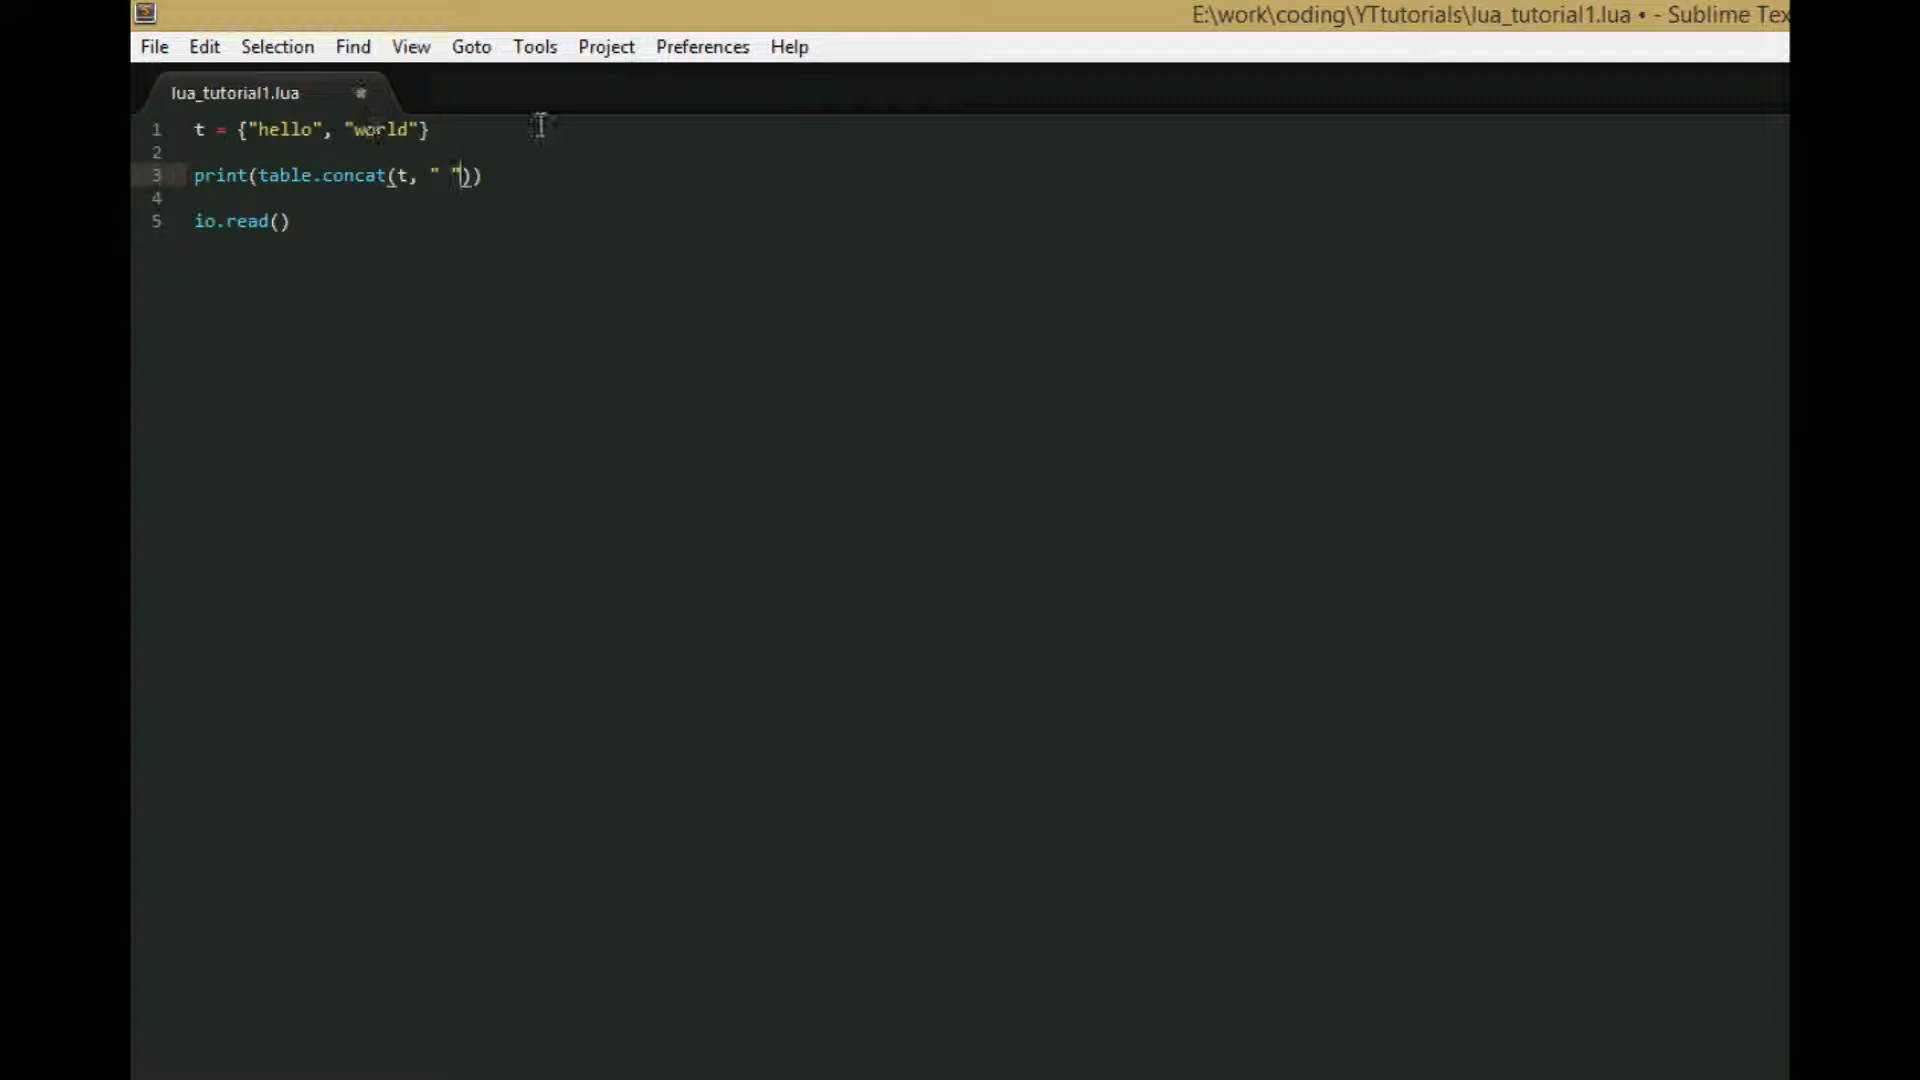 E:\work\coding\YTtutorials\lua_tutorial1.lua • - Sublime Tex
File Edit Selection Find View Goto Tools Project Preferences Help
lua_tutorial1.lua
1 t = {"hello", "world"}
2
3 print(table.concat(t, " "))
4
5 io.read()